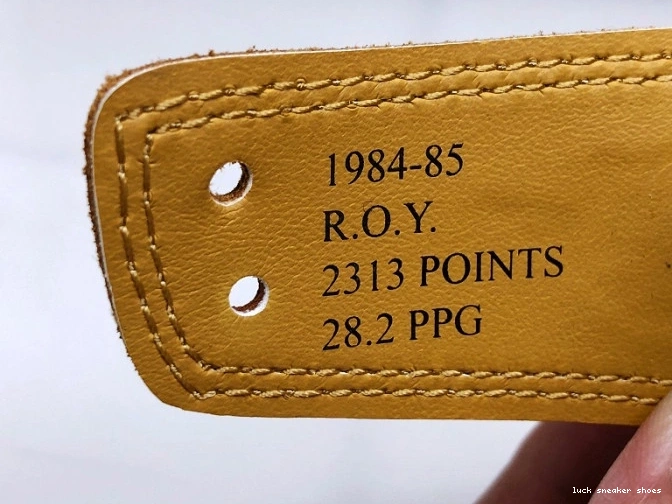 1984-85
R.O.Y.
2313 POINTS
28.2 PPG
luck sneaker shoes